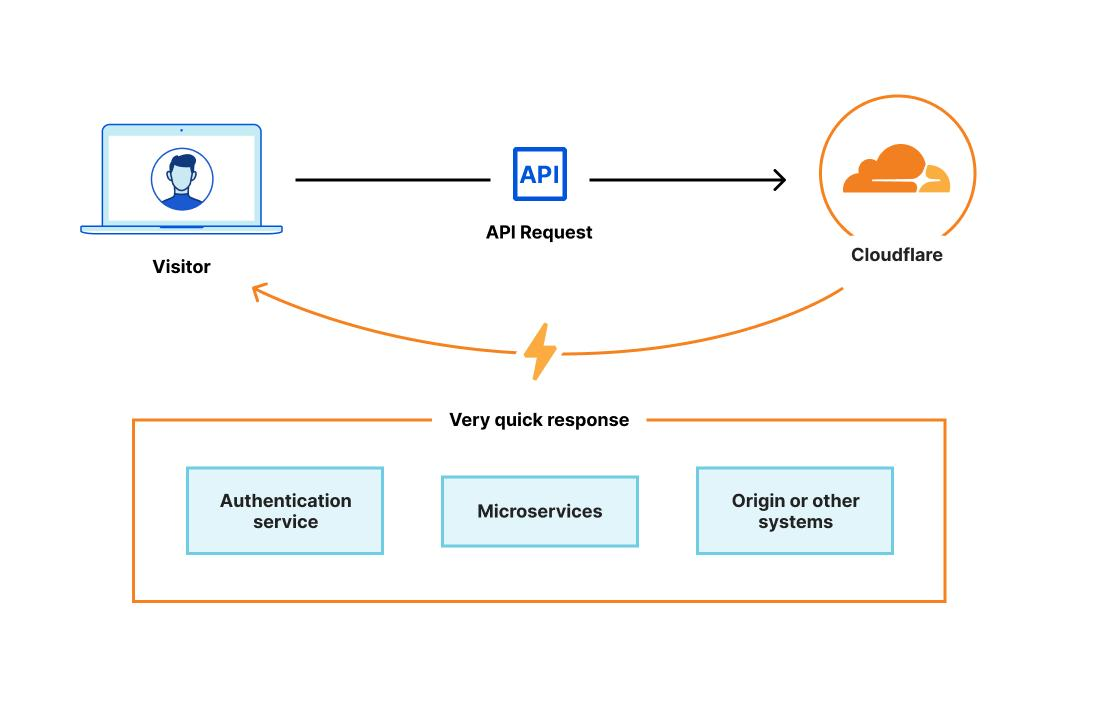 API
API Request
Visitor
Cloudflare
Very quick response
Authentication
service
Microservices
Origin or other
systems